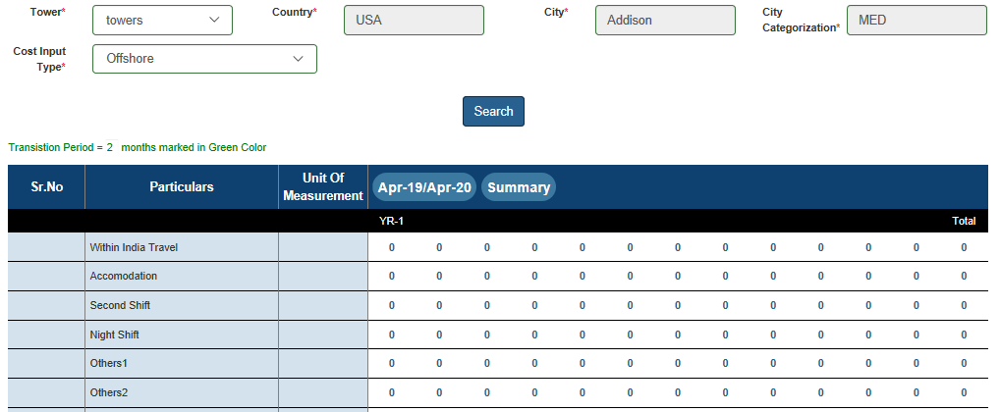 Tower* towers Country* USA City* Addison City Categorization* MED
Cost Input Type* Offshore
Search
Transistion Period = 2 months marked in Green Color
Sr.No Particulars Unit Of Measurement Apr-19/Apr-20 Summary
YR-1 Total
Within India Travel 0 0 0 0 0 0 0 0 0 0 0 0 0
Accomodation 0 0 0 0 0 0 0 0 0 0 0 0 0
Second Shift 0 0 0 0 0 0 0 0 0 0 0 0 0
Night Shift 0 0 0 0 0 0 0 0 0 0 0 0 0
Others1 0 0 0 0 0 0 0 0 0 0 0 0 0
Others2 0 0 0 0 0 0 0 0 0 0 0 0 0